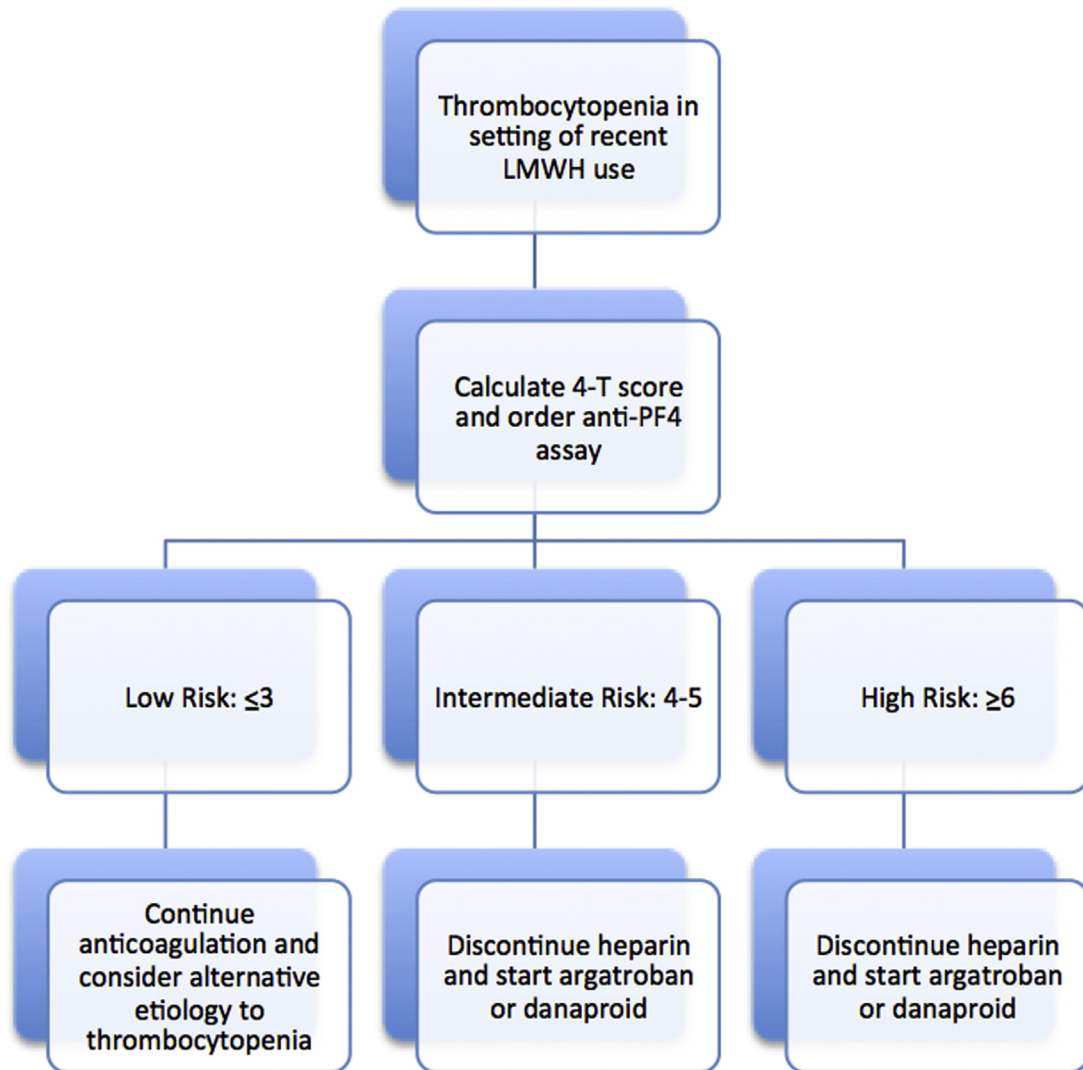 Thrombocytopenia in
setting of recent
LMWH use
Calculate 4-T score
and order anti-PF4
assay
Low Risk: ≤3
Intermediate Risk: 4-5
High Risk: ≥6
Continue
anticoagulation and
consider alternative
etiology to
thrombocytopenia
Discontinue heparin
and start argatroban
or danaproid
Discontinue heparin
and start argatroban
or danaproid